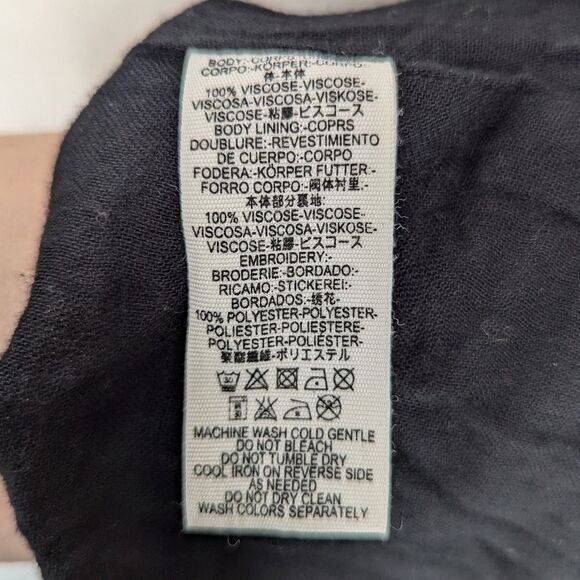 BODY:-CORPS:-
CORPO:-KÖRPER:-CORPO:-
体:-本体
100% VISCOSE-VISCOSE-
VISCOSA-VISCOSA-VISKOSE-
VISCOSE-粘膠-ビスコース
BODY LINING:-COPRS
DOUBLURE:-REVESTIMIENTO
DE CUERPO:-CORPO
FODERA:-KÖRPER FUTTER:-
FORRO CORPO:-阀体衬里:-
本体部分裏地:
100% VISCOSE-VISCOSE-
VISCOSA-VISCOSA-VISKOSE-
VISCOSE-粘膠-ビスコース
EMBROIDERY:-
BRODERIE:-BORDADO:-
RICAMO:-STICKEREI:-
BORDADOS:-绣花-
100% POLYESTER-POLYESTER-
POLIESTER-POLIESTERE-
POLYESTER-POLIÉSTER-
聚酯纖維-ポリエステル
30
MACHINE WASH COLD GENTLE
DO NOT BLEACH
DO NOT TUMBLE DRY
COOL IRON ON REVERSE SIDE
AS NEEDED
DO NOT DRY CLEAN
WASH COLORS SEPARATELY